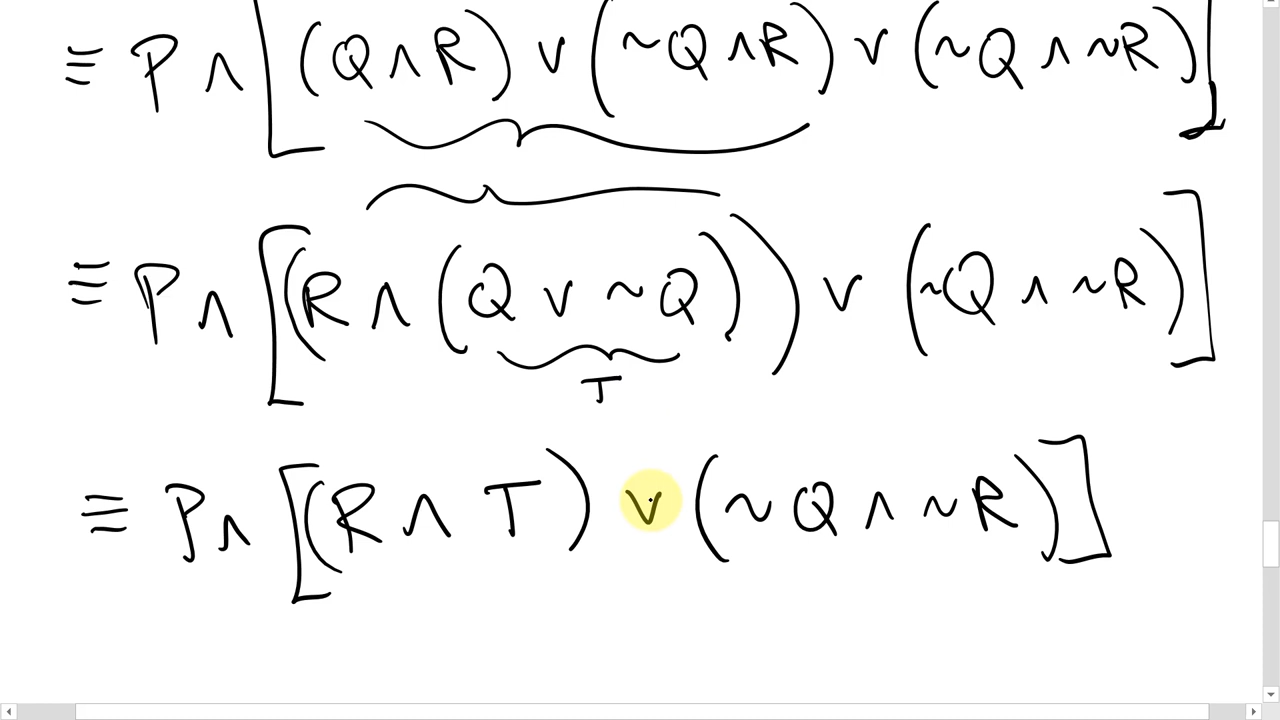 ≡ P ∧ [(Q ∧ R) ∨ (~Q ∧ R) ∨ (~Q ∧ ~R)]
≡ P ∧ [(R ∧ (Q ∨ ~Q)) ∨ (~Q ∧ ~R)]
T
≡ P ∧ [(R ∧ T) ∨ (~Q ∧ ~R)]